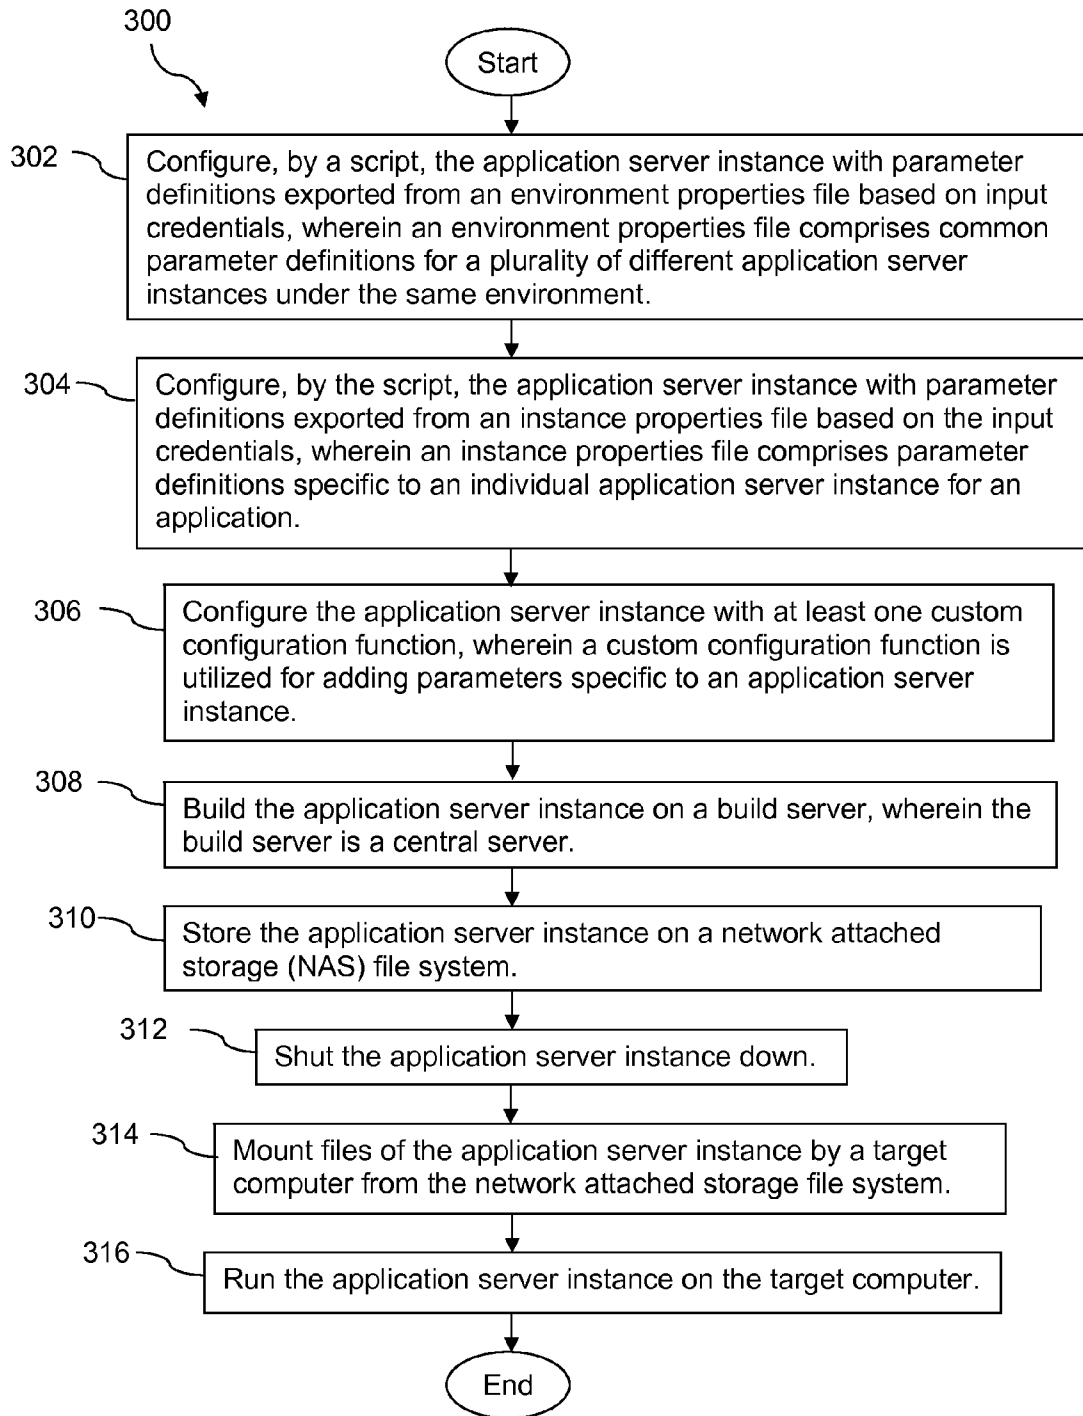 300
Start
302
Configure, by a script, the application server instance with parameter
definitions exported from an environment properties file based on input
credentials, wherein an environment properties file comprises common
parameter definitions for a plurality of different application server
instances under the same environment.
304
Configure, by the script, the application server instance with parameter
definitions exported from an instance properties file based on the input
credentials, wherein an instance properties file comprises parameter
definitions specific to an individual application server instance for an
application.
306
Configure the application server instance with at least one custom
configuration function, wherein a custom configuration function is
utilized for adding parameters specific to an application server
instance.
308
Build the application server instance on a build server, wherein the
build server is a central server.
310
Store the application server instance on a network attached
storage (NAS) file system.
312
Shut the application server instance down.
314
Mount files of the application server instance by a target
computer from the network attached storage file system.
316
Run the application server instance on the target computer.
End